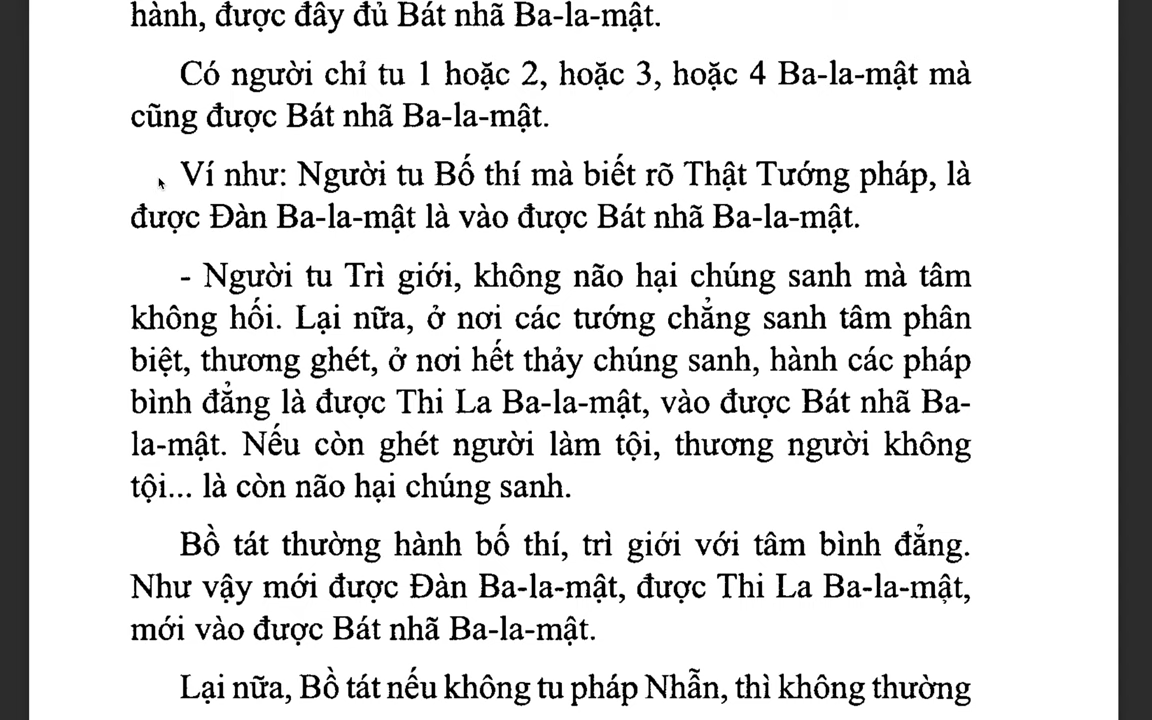 hành, được đầy đủ Bát nhã Ba-la-mật.
Có người chỉ tu 1 hoặc 2, hoặc 3, hoặc 4 Ba-la-mật mà
cũng được Bát nhã Ba-la-mật.
Ví như: Người tu Bố thí mà biết rõ Thật Tướng pháp, là
được Đàn Ba-la-mật là vào được Bát nhã Ba-la-mật.
- Người tu Trì giới, không não hại chúng sanh mà tâm
không hối. Lại nữa, ở nơi các tướng chẳng sanh tâm phân
biệt, thương ghét, ở nơi hết thảy chúng sanh, hành các pháp
bình đẳng là được Thi La Ba-la-mật, vào được Bát nhã Ba-
la-mật. Nếu còn ghét người làm tội, thương người không
tội... là còn não hại chúng sanh.
Bồ tát thường hành bố thí, trì giới với tâm bình đẳng.
Như vậy mới được Đàn Ba-la-mật, được Thi La Ba-la-mật,
mới vào được Bát nhã Ba-la-mật.
Lại nữa, Bồ tát nếu không tu pháp Nhẫn, thì không thường